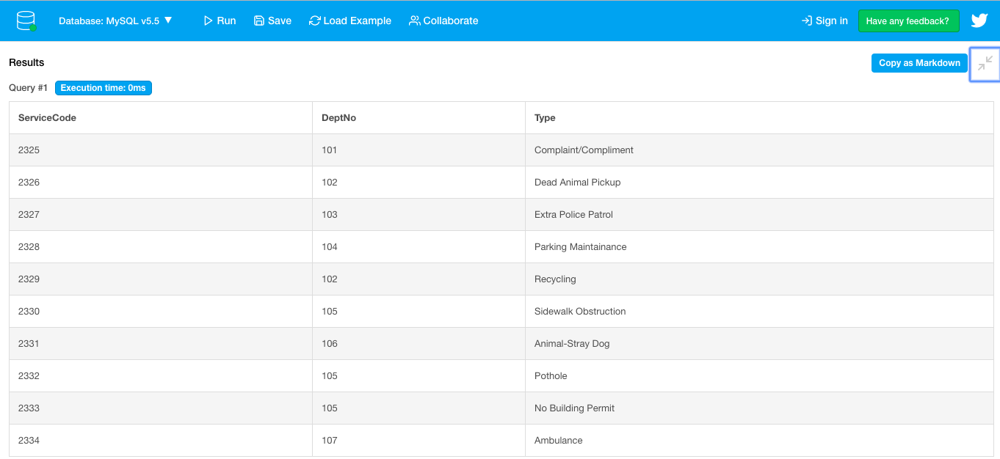 Database: MySQL v5.5 ▼ Run Save Load Example Collaborate Sign in Have any feedback?
Results Copy as Markdown
Query #1 Execution time: 0ms
ServiceCode DeptNo Type
2325 101 Complaint/Compliment
2326 102 Dead Animal Pickup
2327 103 Extra Police Patrol
2328 104 Parking Maintainance
2329 102 Recycling
2330 105 Sidewalk Obstruction
2331 106 Animal-Stray Dog
2332 105 Pothole
2333 105 No Building Permit
2334 107 Ambulance